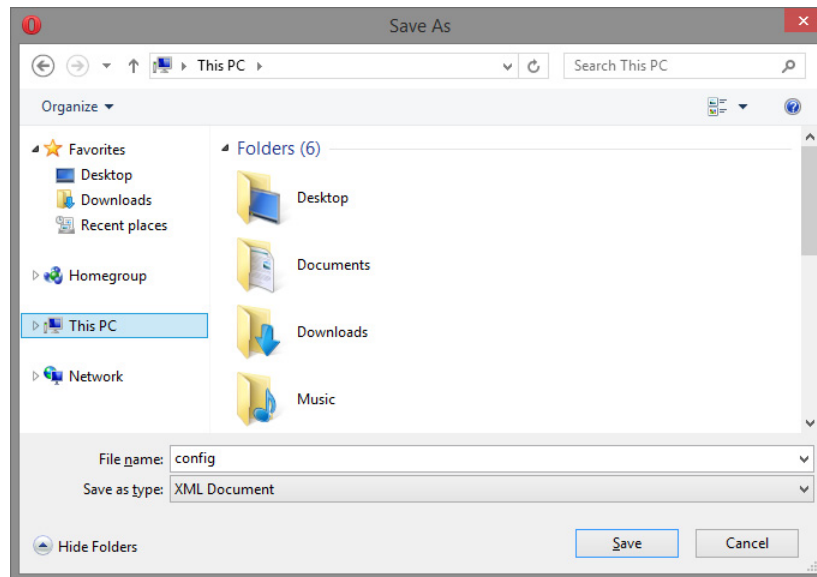 Save As
This PC
Search This PC
Organize
Favorites
Desktop
Downloads
Recent places
Homegroup
This PC
Network
Folders (6)
Desktop
Documents
Downloads
Music
File name: config
Save as type: XML Document
Hide Folders
Save Cancel